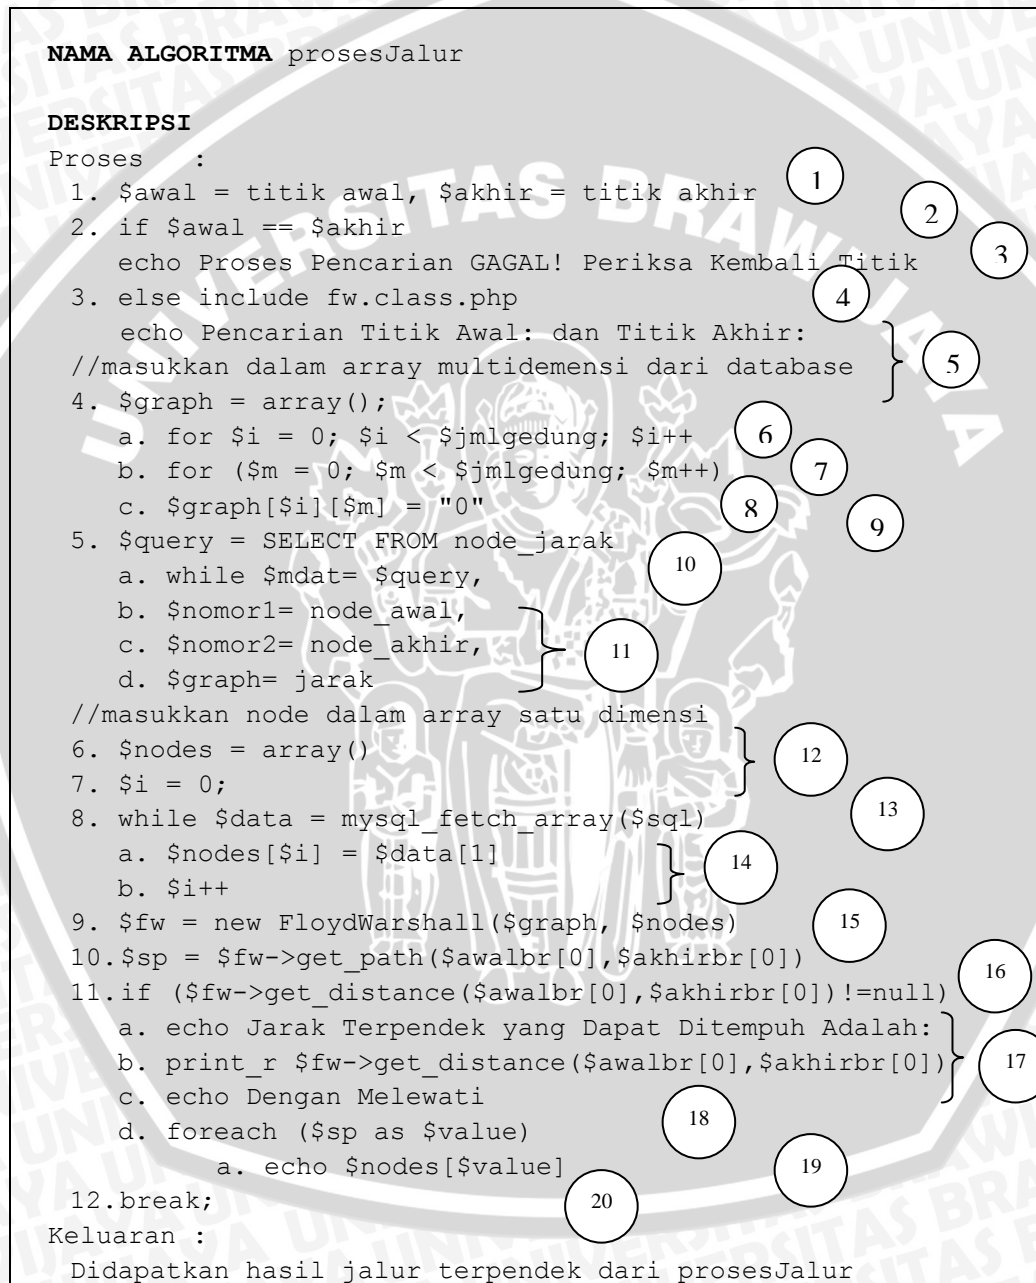 NAMA ALGORITMA prosesJalur
DESKRIPSI
Proses :
1. $awal = titik awal, $akhir = titik akhir 1
2. if $awal == $akhir 2
echo Proses Pencarian GAGAL! Periksa Kembali Titik 3
3. else include fw.class.php 4
echo Pencarian Titik Awal: dan Titik Akhir:
//masukkan dalam array multidemensi dari database 5
4. $graph = array();
a. for $i = 0; $i < $jmlgedung; $i++ 6
b. for ($m = 0; $m < $jmlgedung; $m++) 7
c. $graph[$i][$m] = "0" 8 9
5. $query = SELECT FROM node_jarak 10
a. while $mdat= $query,
b. $nomor1= node_awal,
c. $nomor2= node_akhir, 11
d. $graph= jarak
//masukkan node dalam array satu dimensi
6. $nodes = array() 12
7. $i = 0;
8. while $data = mysql_fetch_array($sql) 13
a. $nodes[$i] = $data[1] 14
b. $i++
9. $fw = new FloydWarshall($graph, $nodes) 15
10.$sp = $fw->get_path($awalbr[0],$akhirbr[0])
11.if ($fw->get_distance($awalbr[0],$akhirbr[0])!=null) 16
a. echo Jarak Terpendek yang Dapat Ditempuh Adalah:
b. print_r $fw->get_distance($awalbr[0],$akhirbr[0]) 17
c. echo Dengan Melewati
d. foreach ($sp as $value) 18
a. echo $nodes[$value] 19
12.break; 20
Keluaran :
Didapatkan hasil jalur terpendek dari prosesJalur
UNIVERSITAS BRAWIJAYA